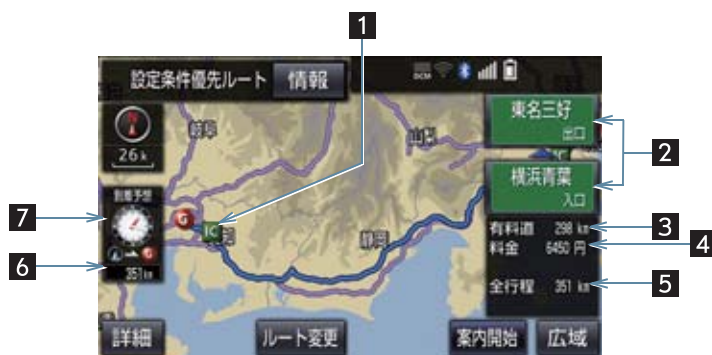 1
設定条件優先ルート 情報
DCM
東名三好
出口
26k
岐阜
山梨
IC
2
横浜青葉
入口
到着予想
7
G
IC
静岡
有料道 298 km
3
料金 6450 円
4
G
6
351km
全行程 351 km
5
詳細 ルート変更 案内開始 広域